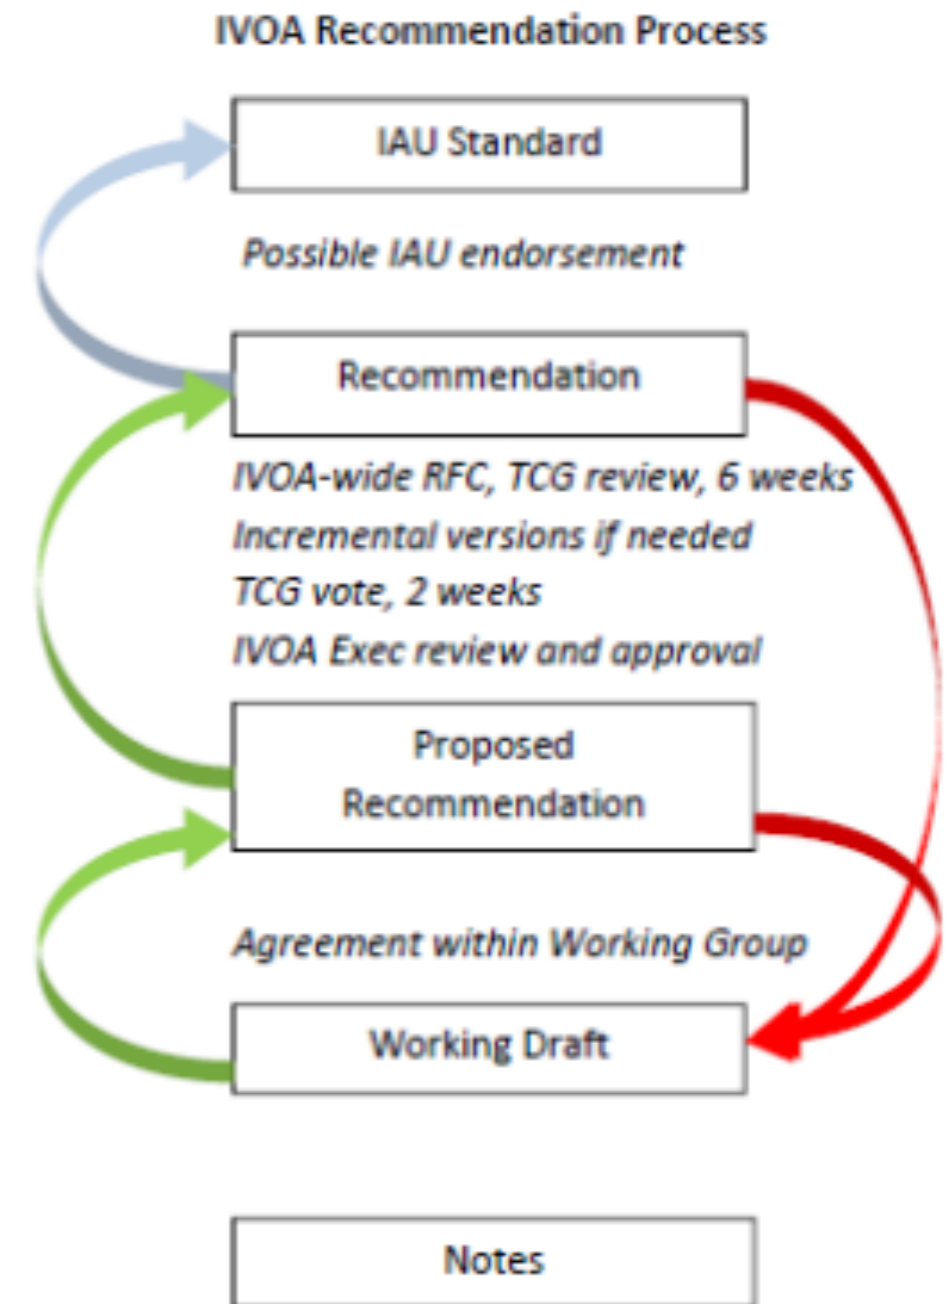 IVOA Recommendation Process
IAU Standard
Possible IAU endorsement
Recommendation
IVOA-wide RFC, TCG review, 6 weeks
Incremental versions if needed
TCG vote, 2 weeks
IVOA Exec review and approval
Proposed
Recommendation
Agreement within Working Group
Working Draft
Notes